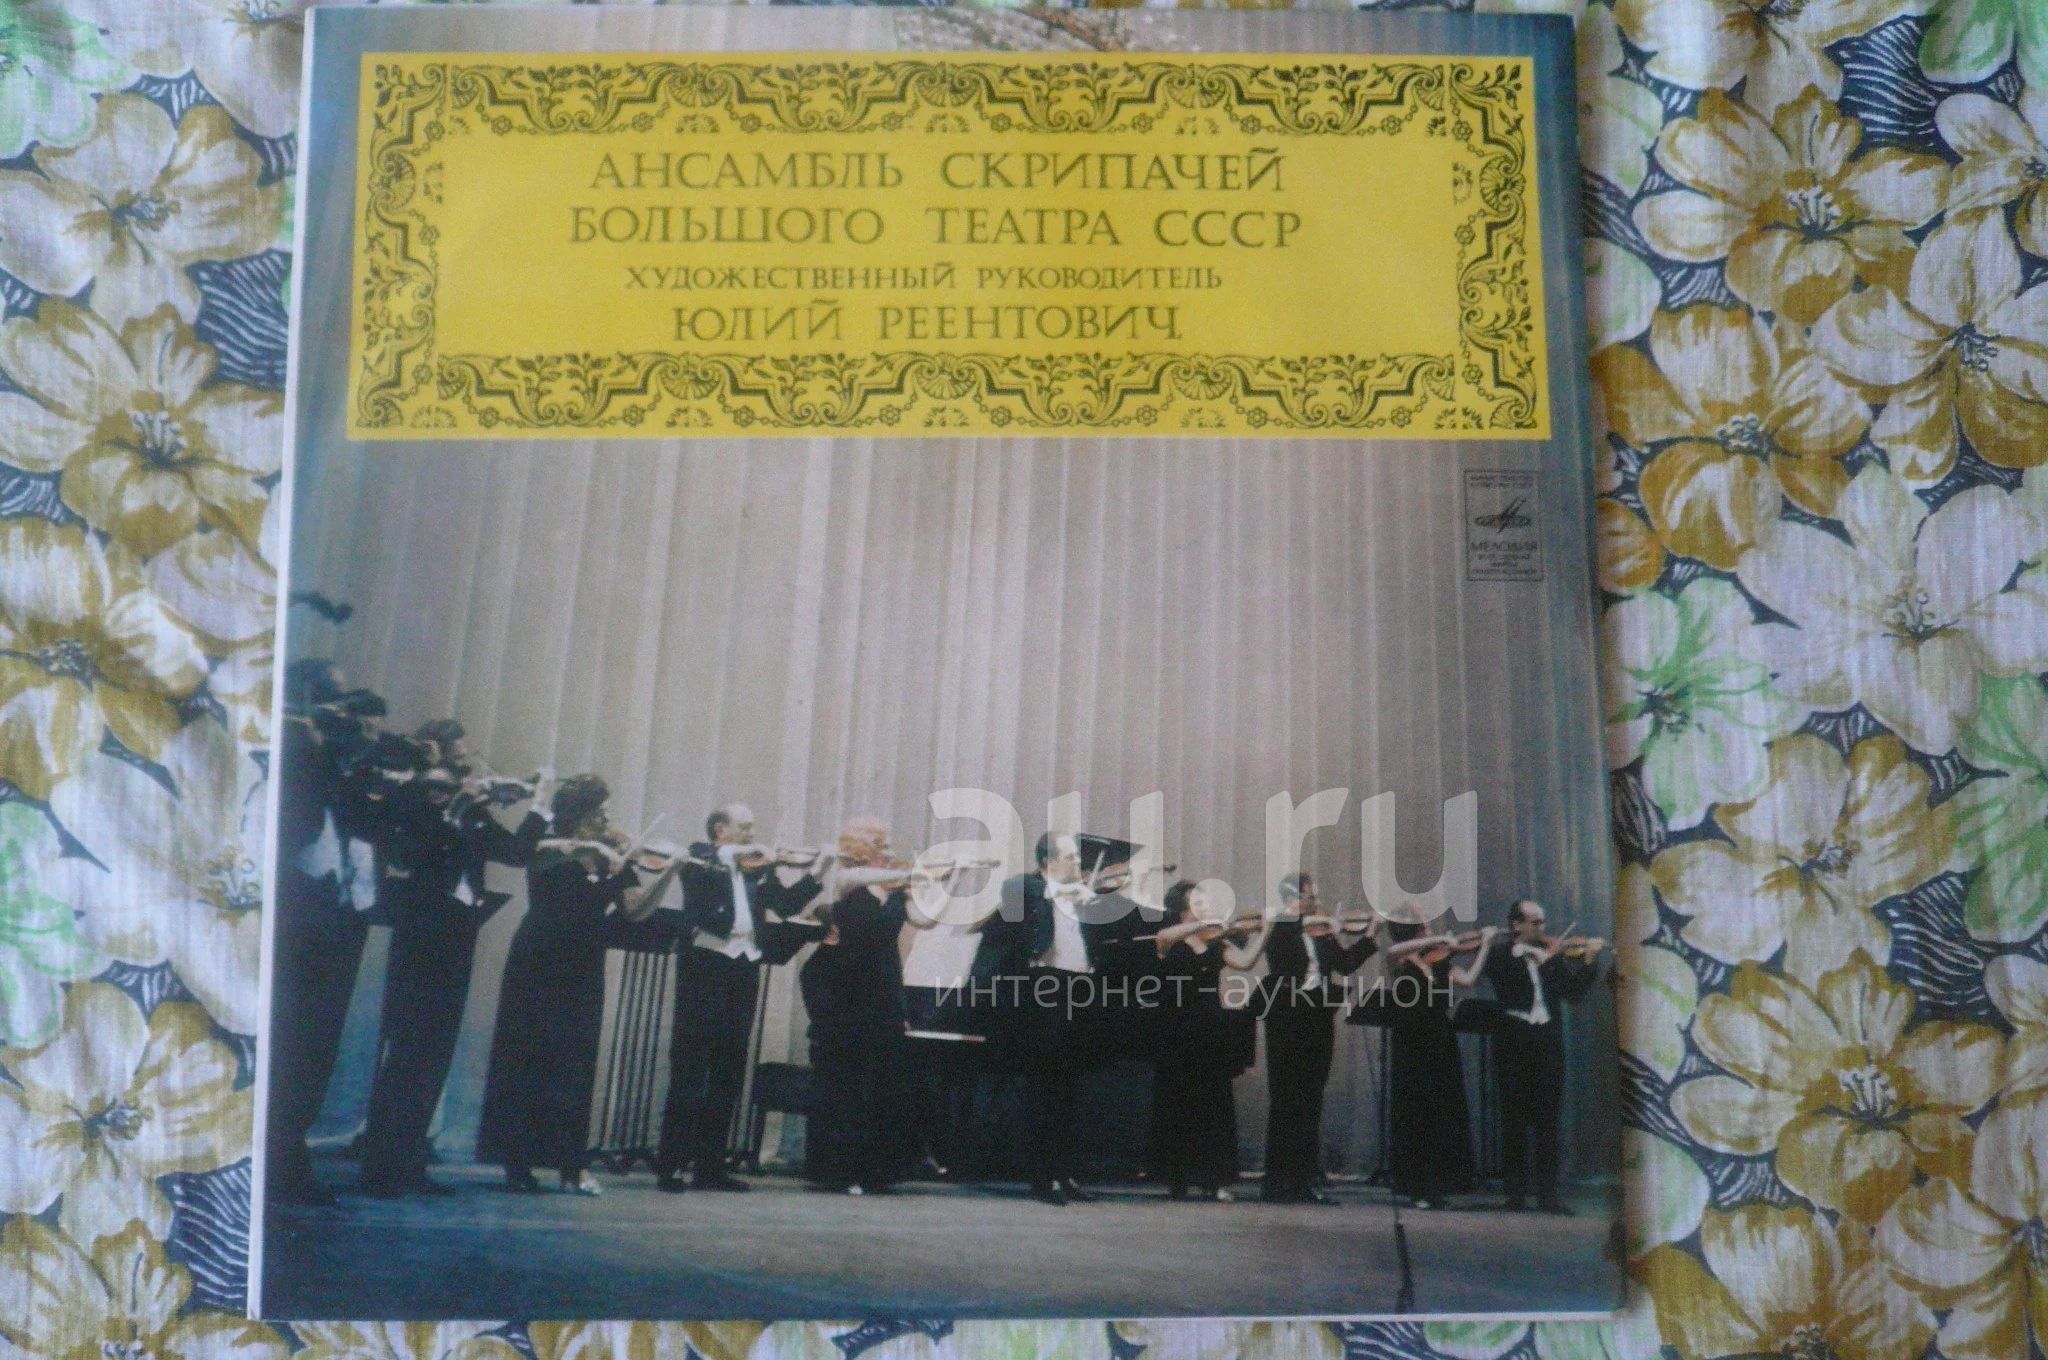 АНСАМБЛЬ СКРИПАЧЕЙ
БОЛЬШОГО ТЕАТРА СССР
ХУДОЖЕСТВЕННЫЙ РУКОВОДИТЕЛЬ
ЮЛИЙ РЕЕНТОВИЧ.
МЕЛОДИЯ
au.ru
интернет-аукцион